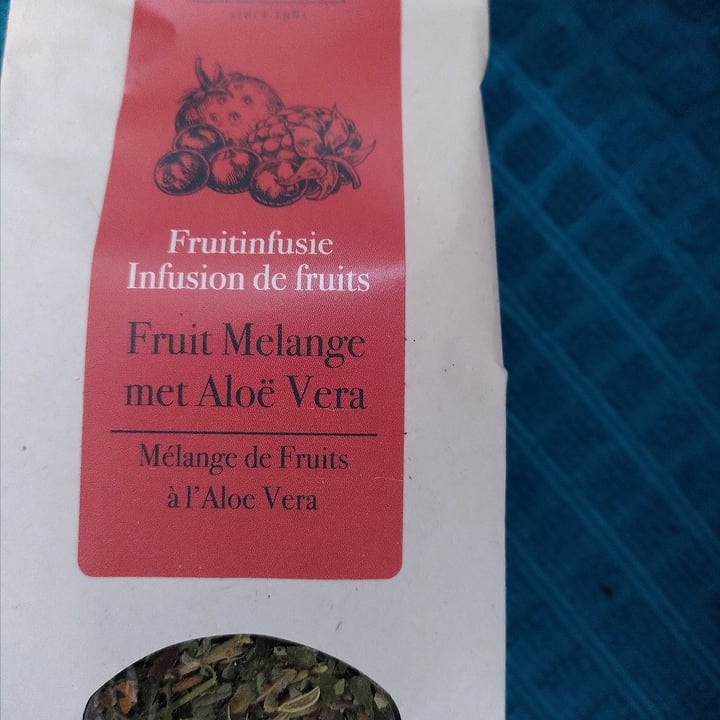 Fruitinfusie
Infusion de fruits
Fruit Melange
met Aloë Vera
Mélange de Fruits
à l'Aloe Vera